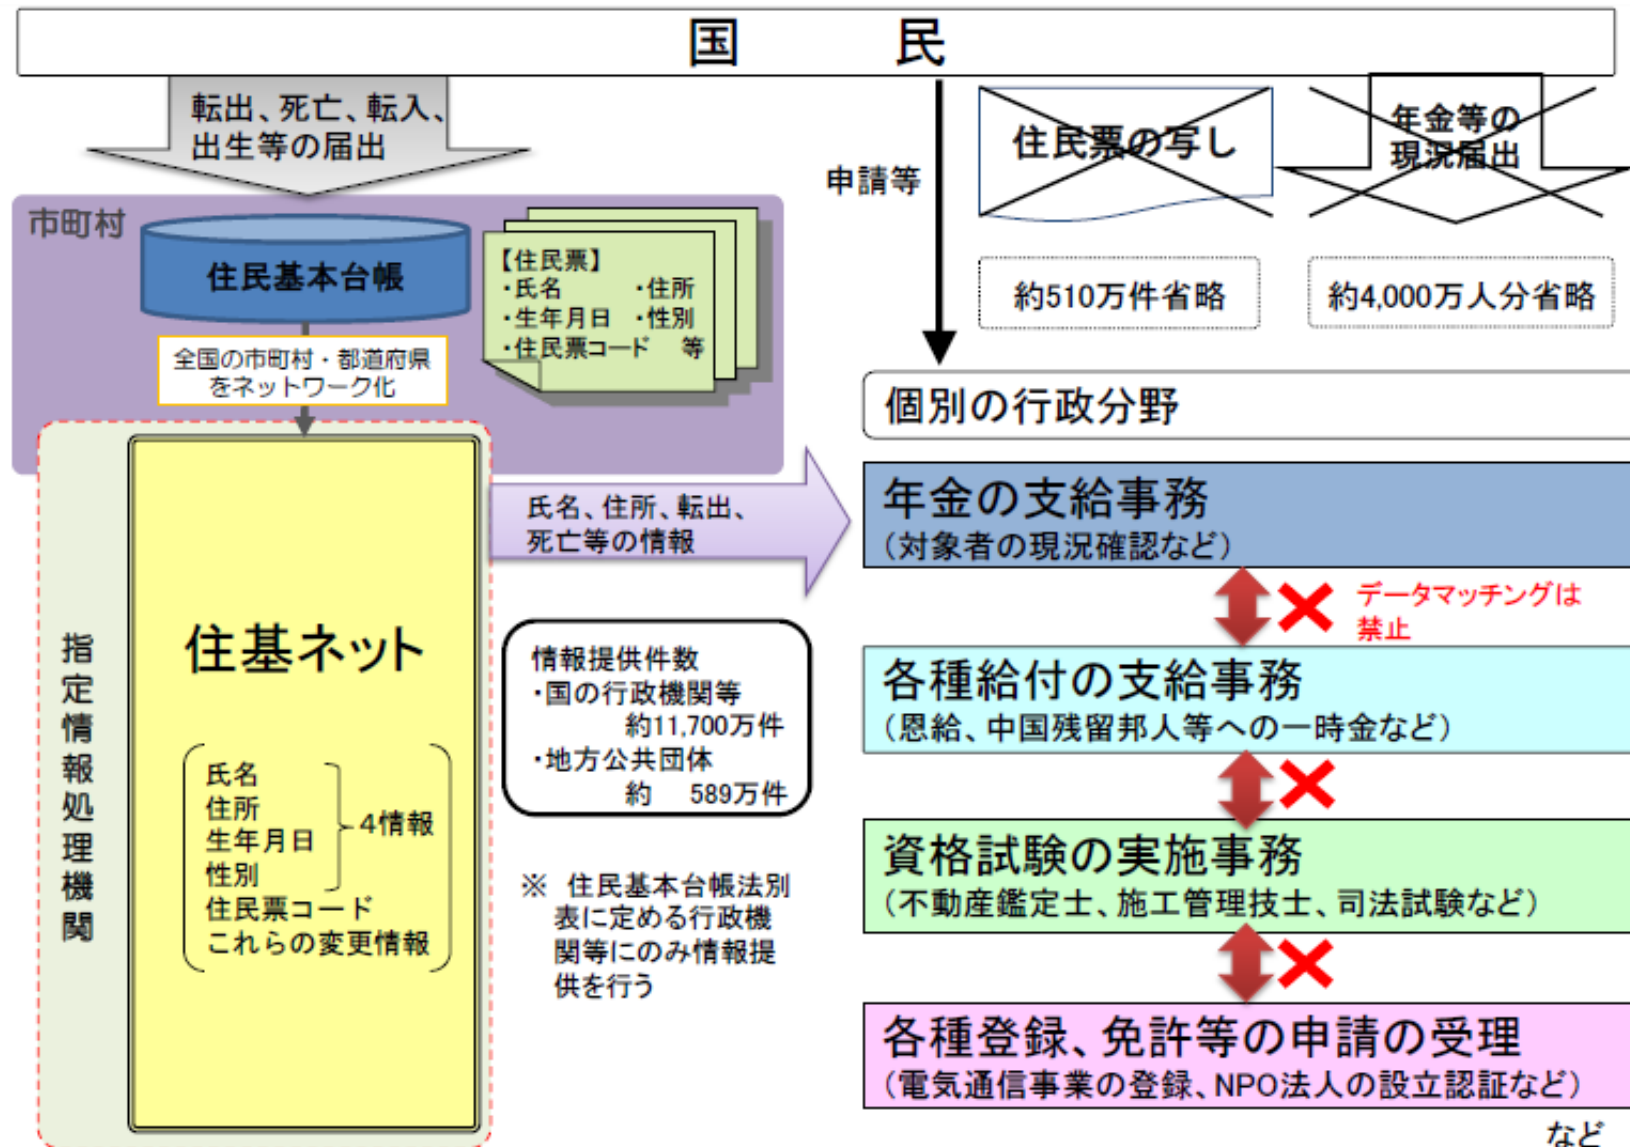 国　　　民
転出、死亡、転入、
出生等の届出
申請等
住民票の写し
年金等の
現況届出
約510万件省略
約4,000万人分省略
市町村
住民基本台帳
【住民票】
・氏名　　・住所
・生年月日　・性別
・住民票コード　等
全国の市町村・都道府県
をネットワーク化
指定情報処理機関
住基ネット
氏名
住所
生年月日
性別
4情報
住民票コード
これらの変更情報
氏名、住所、転出、
死亡等の情報
情報提供件数
・国の行政機関等
約11,700万件
・地方公共団体
約　589万件
※　住民基本台帳法別
表に定める行政機
関等にのみ情報提
供を行う
個別の行政分野
年金の支給事務
（対象者の現況確認など）
データマッチングは
禁止
各種給付の支給事務
（恩給、中国残留邦人等への一時金など）
資格試験の実施事務
（不動産鑑定士、施工管理技士、司法試験など）
各種登録、免許等の申請の受理
（電気通信事業の登録、NPO法人の設立認証など）
など